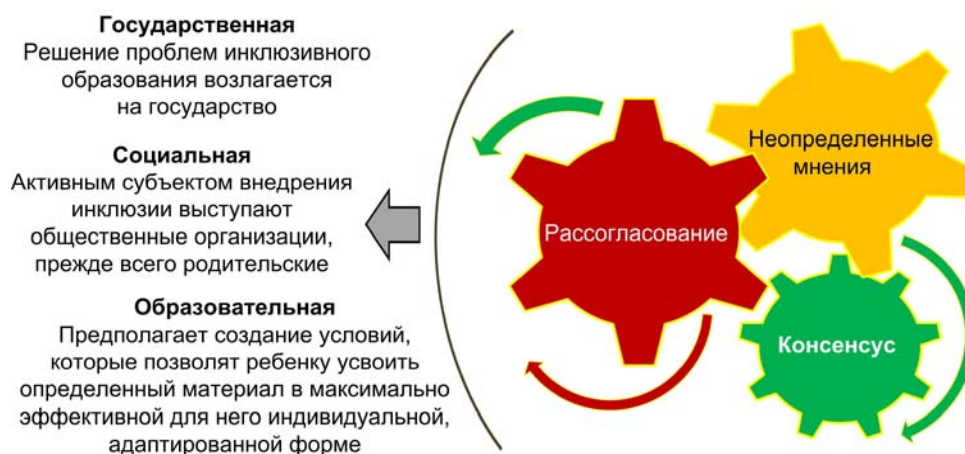 Государственная
Решение проблем инклюзивного
образования возлагается
на государство
Социальная
Активным субъектом внедрения
инклюзии выступают
общественные организации,
прежде всего родительские
Образовательная
Предполагает создание условий,
которые позволят ребенку усвоить
определенный материал в максимально
эффективной для него индивидуальной,
адаптированной форме
Рассогласование
Неопределенные
мнения
Консенсус